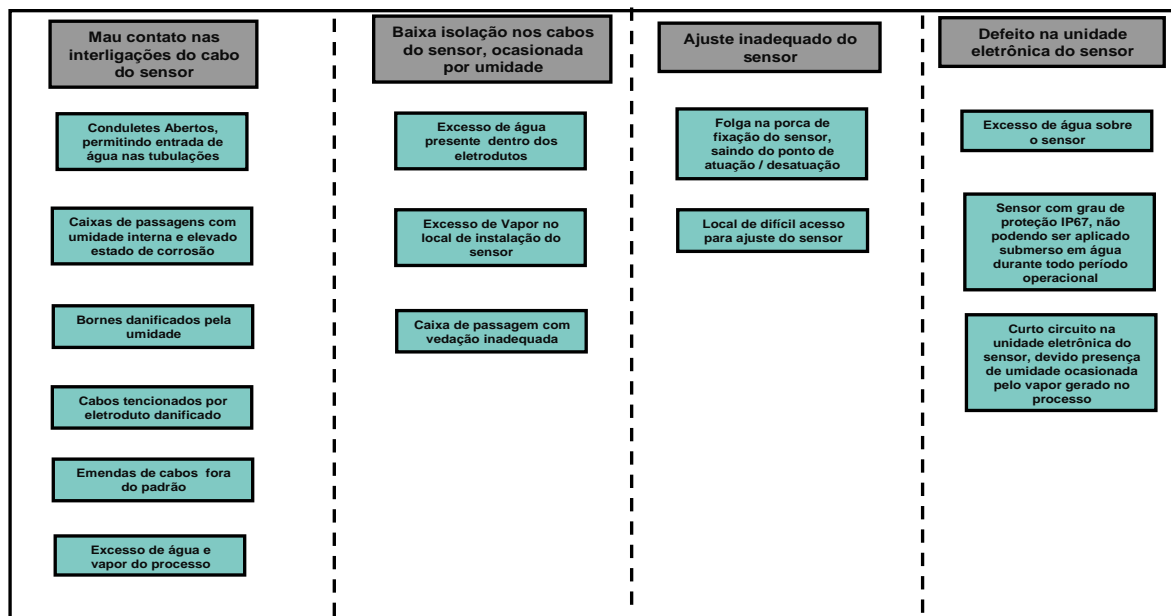 Mau contato nas
interligações do cabo
do sensor
Conduletes Abertos,
permitindo entrada de
água nas tubulações
Caixas de passagens com
umidade interna e elevado
estado de corrosão
Bornes danificados pela
umidade
Cabos tencionados por
eletroduto danificado
Emendas de cabos fora
do padrão
Excesso de água e
vapor do processo
Baixa isolação nos cabos
do sensor, ocasionada
por umidade
Excesso de água
presente dentro dos
eletrodutos
Excesso de Vapor no
local de instalação do
sensor
Caixa de passagem com
vedação inadequada
Ajuste inadequado do
sensor
Folga na porca de
fixação do sensor,
saindo do ponto de
atuação / desatuação
Local de difícil acesso
para ajuste do sensor
Defeito na unidade
eletrônica do sensor
Excesso de água sobre
o sensor
Sensor com grau de
proteção IP67, não
podendo ser aplicado
submerso em água
durante todo período
operacional
Curto circuito na
unidade eletrônica do
sensor, devido presença
de umidade ocasionada
pelo vapor gerado no
processo